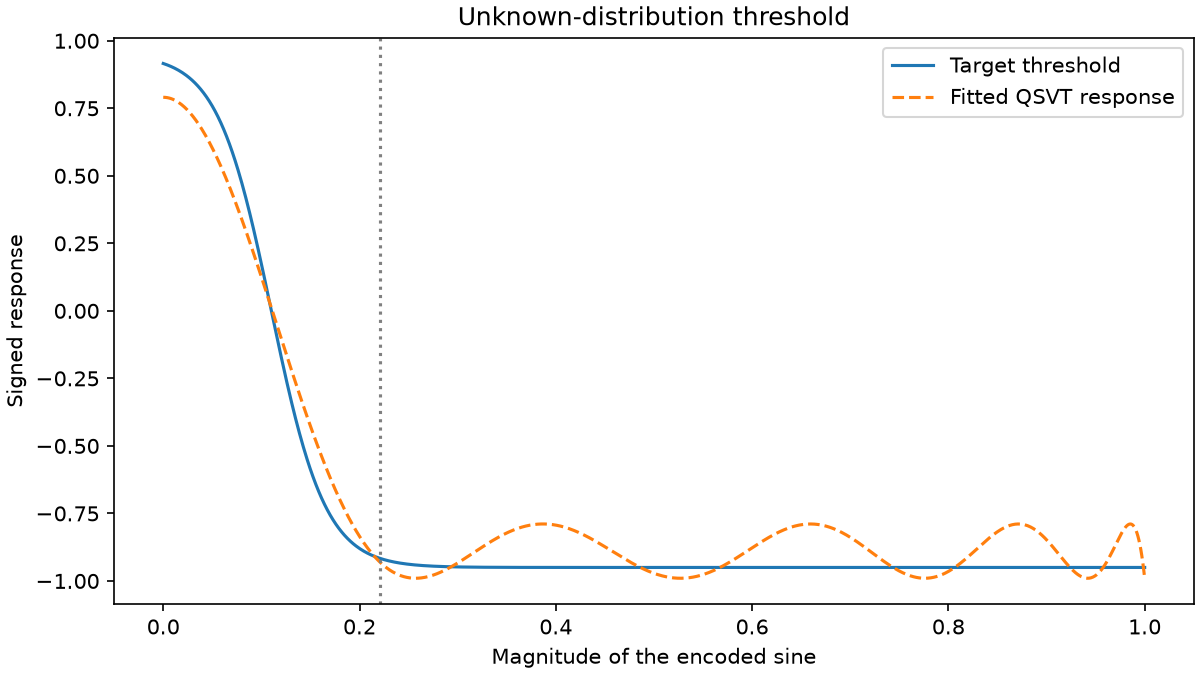 Unknown-distribution threshold
Target threshold
Fitted QSVT response
Signed response
1.00
0.75
0.50
0.25
0.00
−0.25
−0.50
−0.75
−1.00
0.0 0.2 0.4 0.6 0.8 1.0
Magnitude of the encoded sine